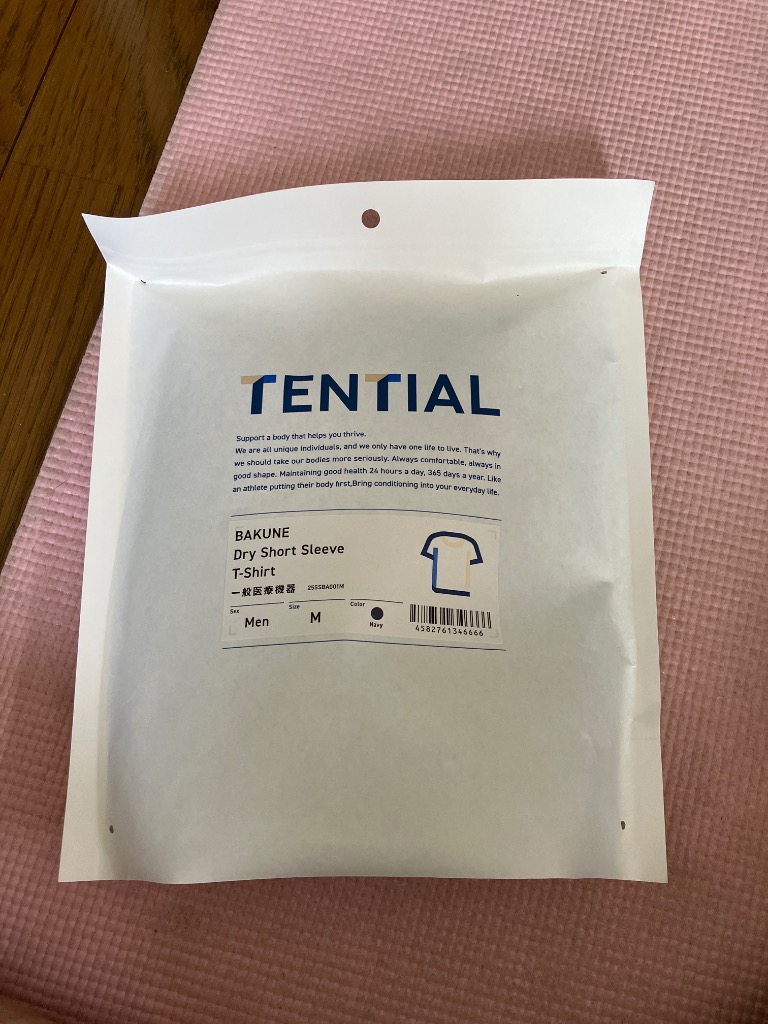 TENTIAL
Support a body that helps you thrive.
We are all unique individuals, and we only have one life to live. That's why
we should take our bodies more seriously. Always comfortable, always in
good shape. Maintaining good health 24 hours a day, 365 days a year. Like
an athlete putting their body first,Bring conditioning into your everyday life.
BAKUNE
Dry Short Sleeve
T-Shirt
一般医療機器 25SSBA001M
Sex Men
Size M
Color Navy
4582761346666